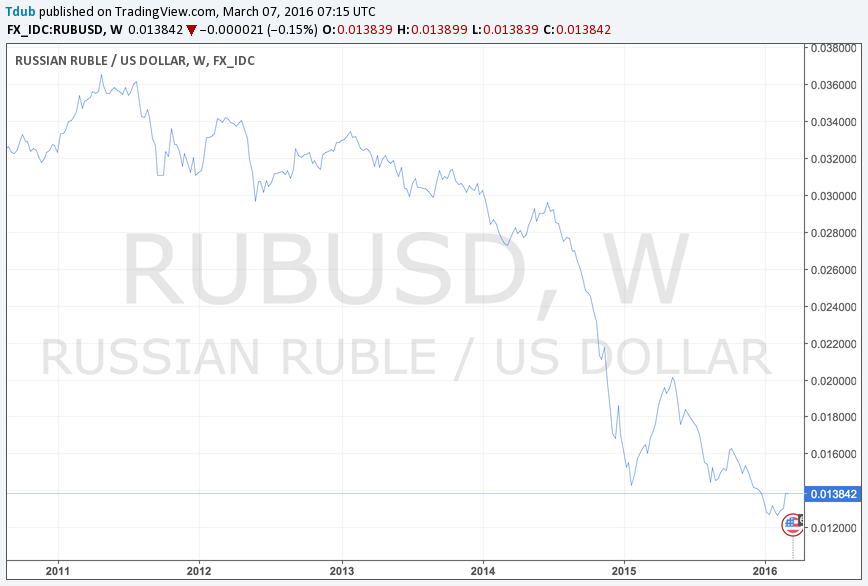 Tdub published on TradingView.com, March 07, 2016 07:15 UTC
FX_IDC:RUBUSD, W 0.013842 ▼ −0.000021 (−0.15%) O:0.013839 H:0.013899 L:0.013839 C:0.013842
RUSSIAN RUBLE / US DOLLAR, W, FX_IDC
0.038000
0.036000
0.034000
0.032000
0.030000
0.028000
RUBUSD, W
0.026000
0.024000
0.022000
RUSSIAN RUBLE / US DOLLAR
0.020000
0.018000
0.016000
0.013842
0.012000
2011 2012 2013 2014 2015 2016